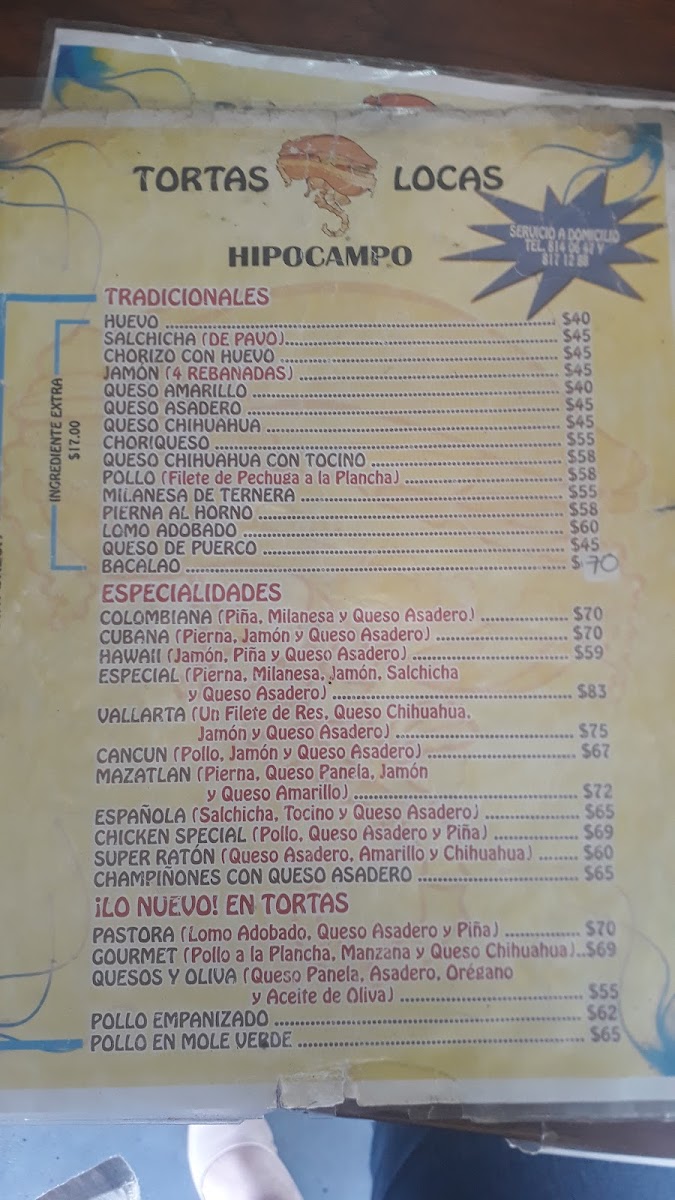 TORTAS LOCAS
HIPOCAMPO
SERVICIO A DOMICILIO
TEL. 814 06 47 Y
817 12 88
TRADICIONALES
INGREDIENTE EXTRA
$17.00
HUEVO $40
SALCHICHA (DE PAVO) $45
CHORIZO CON HUEVO $45
JAMÓN (4 REBANADAS) $45
QUESO AMARILLO $40
QUESO ASADERO $45
QUESO CHIHUAHUA $45
CHORIQUESO $55
QUESO CHIHUAHUA CON TOCINO $58
POLLO (Filete de Pechuga a la Plancha) $58
MILANESA DE TERNERA $55
PIERNA AL HORNO $58
LOMO ADOBADO $60
QUESO DE PUERCO $45
BACALAO $70
ESPECIALIDADES
COLOMBIANA (Piña, Milanesa y Queso Asadero) $70
CUBANA (Pierna, Jamón y Queso Asadero) $70
HAWAII (Jamón, Piña y Queso Asadero) $59
ESPECIAL (Pierna, Milanesa, Jamón, Salchicha
y Queso Asadero) $83
VALLARTA (Un Filete de Res, Queso Chihuahua,
Jamón y Queso Asadero) $75
CANCUN (Pollo, Jamón y Queso Asadero) $67
MAZATLAN (Pierna, Queso Panela, Jamón
y Queso Amarillo) $72
ESPAÑOLA (Salchicha, Tocino y Queso Asadero) $65
CHICKEN SPECIAL (Pollo, Queso Asadero y Piña) $69
SUPER RATÓN (Queso Asadero, Amarillo y Chihuahua) $60
CHAMPIÑONES CON QUESO ASADERO $65
¡LO NUEVO! EN TORTAS
PASTORA (Lomo Adobado, Queso Asadero y Piña) $70
GOURMET (Pollo a la Plancha, Manzana y Queso Chihuahua) $69
QUESOS Y OLIVA (Queso Panela, Asadero, Orégano
y Aceite de Oliva) $55
POLLO EMPANIZADO $62
POLLO EN MOLE VERDE $65